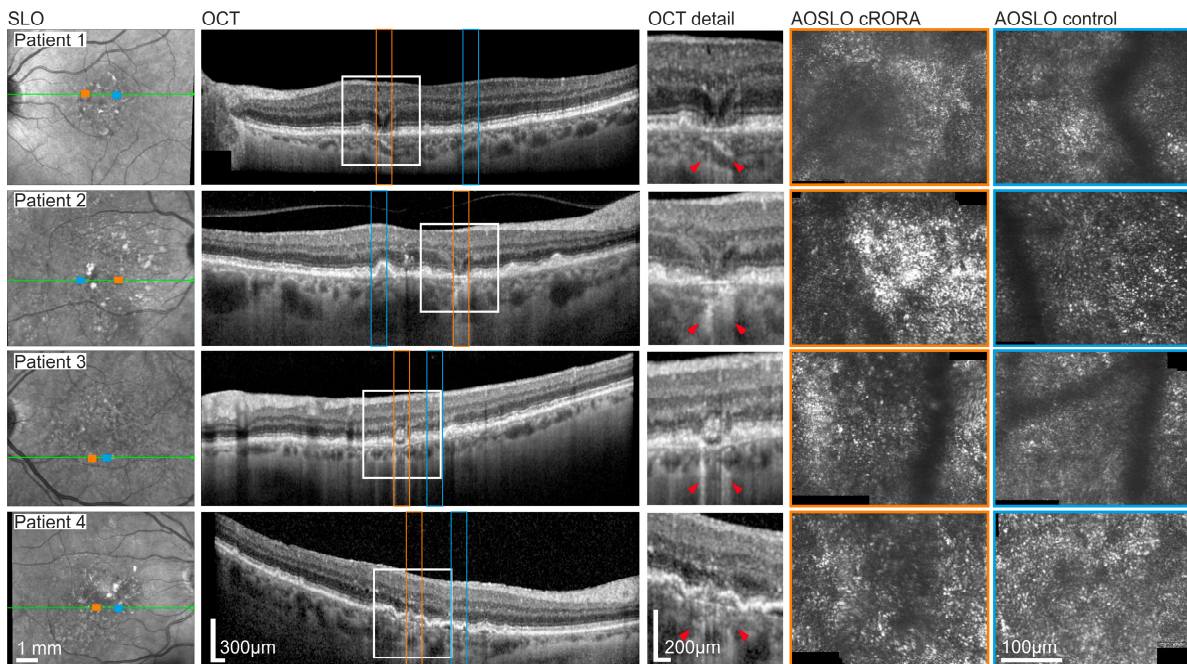 SLO OCT OCT detail AOSLO cRORA AOSLO control
Patient 1
Patient 2
Patient 3
Patient 4
1 mm 300µm 200µm 100µm